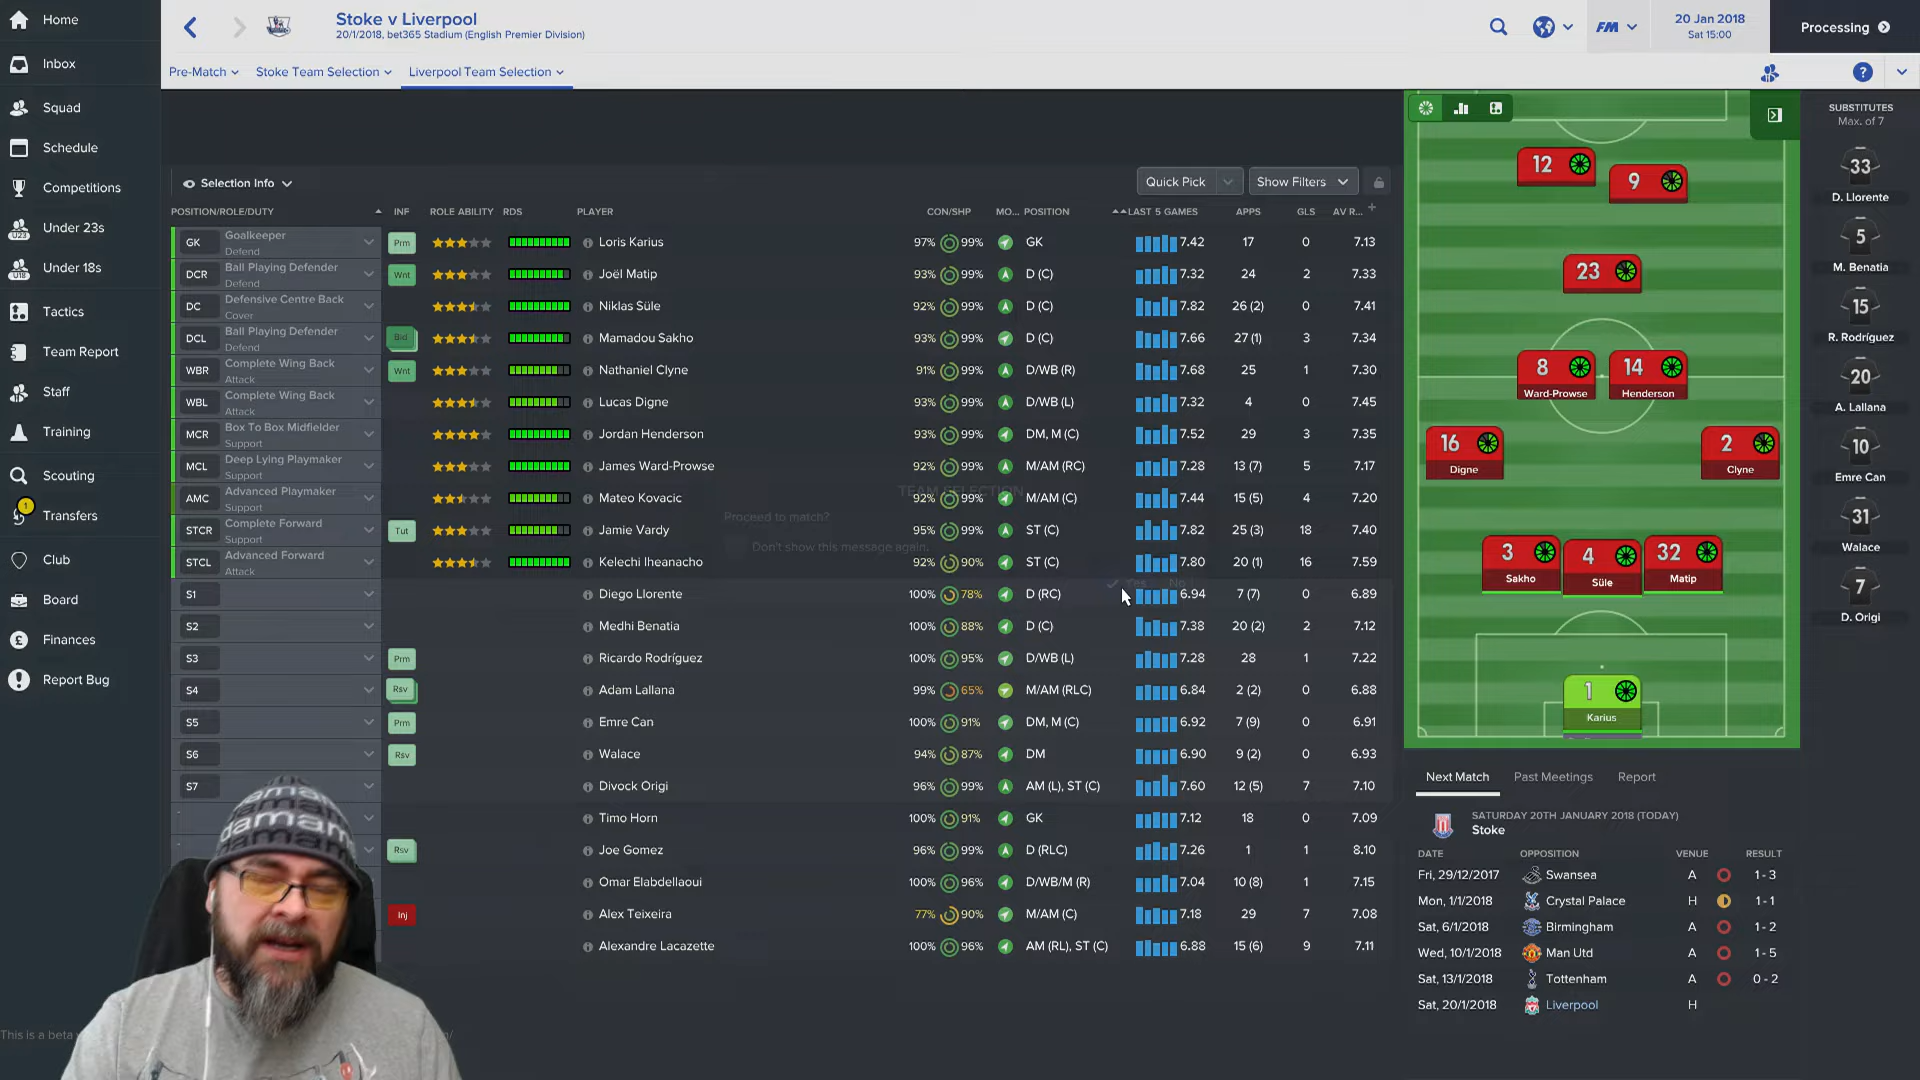 Home
Inbox
Squad
Schedule
Competitions
Under 23s
Under 18s
Tactics
Team Report
Staff
Training
Scouting
1
Transfers
Club
Board
Finances
Report Bug
Stoke v Liverpool
20/1/2018, bet365 Stadium (English Premier Division)
FM
20 Jan 2018
Sat 15:00
Processing
Pre-Match
Stoke Team Selection
Liverpool Team Selection
?
Selection Info
Quick Pick
Show Filters
POSITION/ROLE/DUTY INF ROLE ABILITY RDS PLAYER CON/SHP MO... POSITION LAST 5 GAMES APPS GLS AV R...
GK Goalkeeper Defend Prm Loris Karius 97% 99% GK 7.42 17 0 7.13
DCR Ball Playing Defender Defend Wnt Joël Matip 93% 99% D (C) 7.32 24 2 7.33
DC Defensive Centre Back Cover Niklas Süle 92% 99% D (C) 7.82 26 (2) 0 7.41
DCL Ball Playing Defender Defend Bid Mamadou Sakho 93% 99% D (C) 7.66 27 (1) 3 7.34
WBR Complete Wing Back Attack Wnt Nathaniel Clyne 91% 99% D/WB (R) 7.68 25 1 7.30
WBL Complete Wing Back Attack Lucas Digne 93% 99% D/WB (L) 7.32 4 0 7.45
MCR Box To Box Midfielder Support Jordan Henderson 93% 99% DM, M (C) 7.52 29 3 7.35
MCL Deep Lying Playmaker Support James Ward-Prowse 92% 99% M/AM (RC) 7.28 13 (7) 5 7.17
AMC Advanced Playmaker Support Mateo Kovacic 92% 99% M/AM (C) 7.44 15 (5) 4 7.20
STCR Complete Forward Support Tut Jamie Vardy 95% 99% ST (C) 7.82 25 (3) 18 7.40
STCL Advanced Forward Attack Kelechi Iheanacho 92% 90% ST (C) 7.80 20 (1) 16 7.59
S1 Diego Llorente 100% 78% D (RC) 6.94 7 (7) 0 6.89
S2 Medhi Benatia 100% 88% D (C) 7.38 20 (2) 2 7.12
S3 Prm Ricardo Rodríguez 100% 95% D/WB (L) 7.28 28 1 7.22
S4 Rsv Adam Lallana 99% 65% M/AM (RLC) 6.84 2 (2) 0 6.88
S5 Prm Emre Can 100% 91% DM, M (C) 6.92 7 (9) 0 6.91
S6 Rsv Walace 94% 87% DM 6.90 9 (2) 0 6.93
S7 Divock Origi 96% 99% AM (L), ST (C) 7.60 12 (5) 7 7.10
- Timo Horn 100% 91% GK 7.12 18 0 7.09
- Rsv Joe Gomez 96% 99% D (RLC) 7.26 1 1 8.10
Omar Elabdellaoui 100% 96% D/WB/M (R) 7.04 10 (8) 1 7.15
Inj Alex Teixeira 77% 90% M/AM (C) 7.18 29 7 7.08
Alexandre Lacazette 100% 96% AM (RL), ST (C) 6.88 15 (6) 9 7.11
TEAM SELECTION
Proceed to match?
Don't show this message again.
Yes No
12
9
23
8 Ward-Prowse
14 Henderson
16 Digne
2 Clyne
3 Sakho
4 Süle
32 Matip
1 Karius
SUBSTITUTES
Max. of 7
33
D. Llorente
5
M. Benatia
15
R. Rodríguez
20
A. Lallana
10
Emre Can
31
Walace
7
D. Origi
Next Match Past Meetings Report
SATURDAY 20TH JANUARY 2018 (TODAY)
Stoke
DATE OPPOSITION VENUE RESULT
Fri, 29/12/2017 Swansea A 1 - 3
Mon, 1/1/2018 Crystal Palace H 1 - 1
Sat, 6/1/2018 Birmingham A 1 - 2
Wed, 10/1/2018 Man Utd A 1 - 5
Sat, 13/1/2018 Tottenham A 0 - 2
Sat, 20/1/2018 Liverpool H
damam
This is a beta